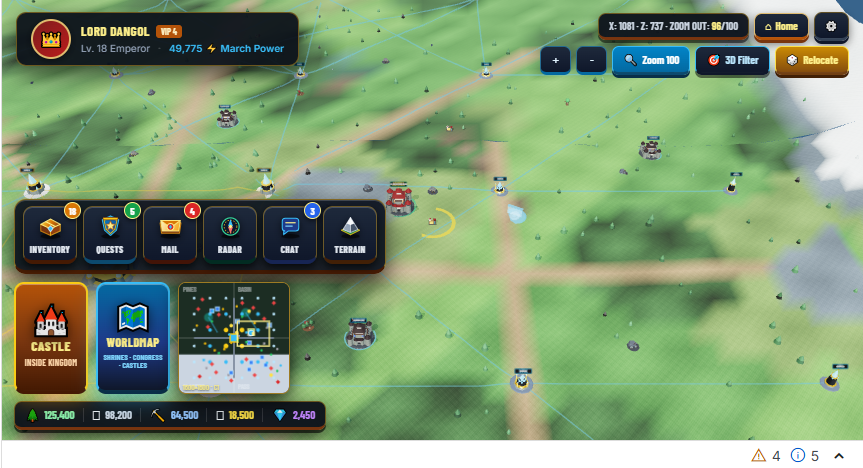 LORD DANGOL VIP 4
Lv. 18 Emperor · 49,775 ⚡ March Power
X: 1081 · Z: 737 · ZOOM OUT: 96/100
Home
+
-
Zoom 100
3D Filter
Relocate
18
5
4
3
INVENTORY
QUESTS
MAIL
RADAR
CHAT
TERRAIN
CASTLE
INSIDE KINGDOM
WORLDMAP
SHRINES · CONGRESS
· CASTLES
125,400
98,200
64,500
18,500
2,450
4
5